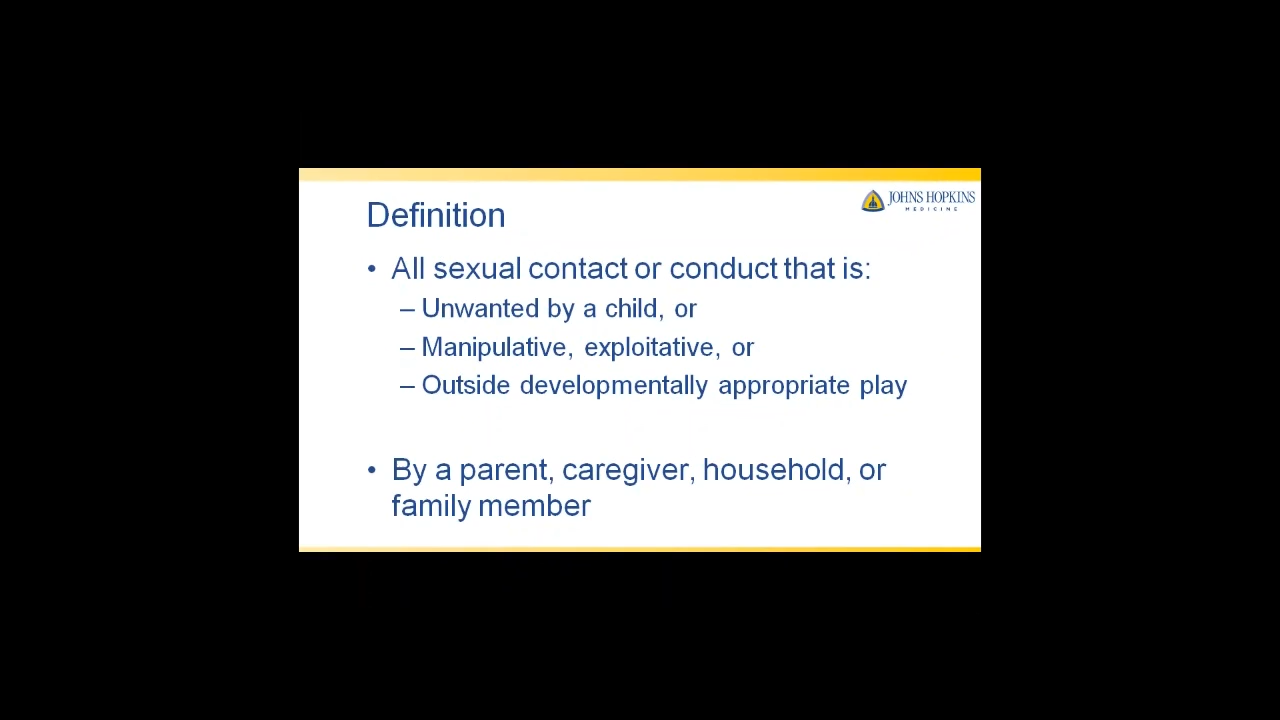 JOHNS HOPKINS
MEDICINE
Definition
• All sexual contact or conduct that is:
– Unwanted by a child, or
– Manipulative, exploitative, or
– Outside developmentally appropriate play
• By a parent, caregiver, household, or
family member